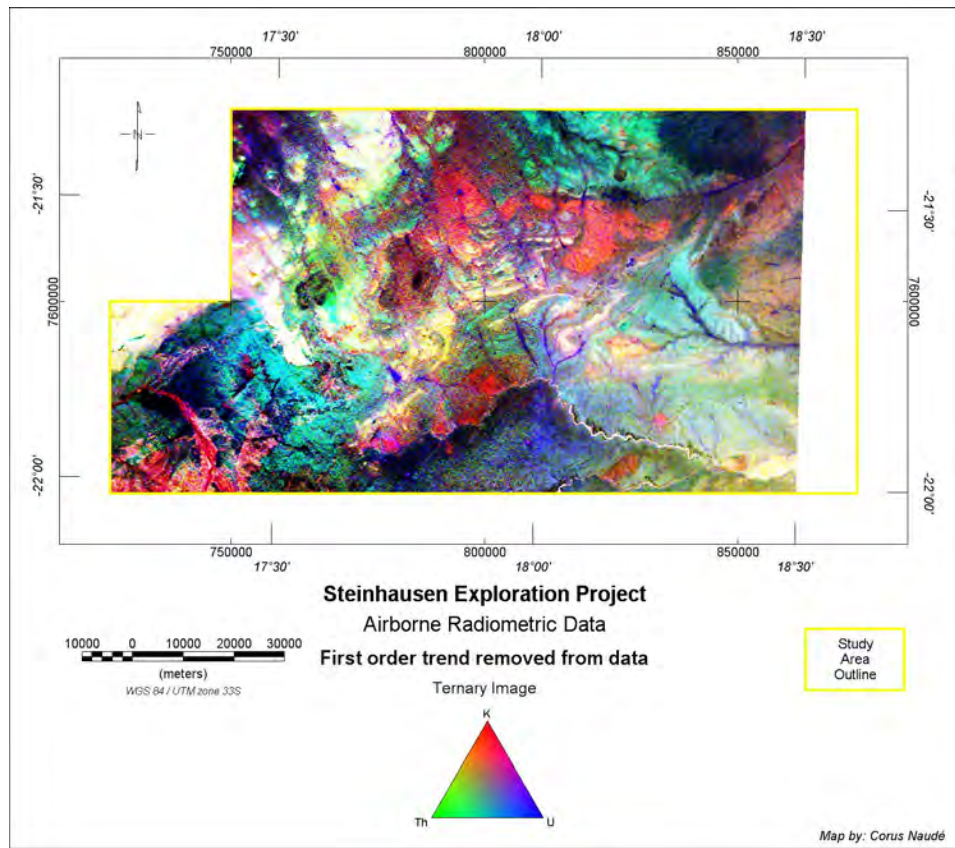 17°30'
18°00'
18°30'
750000
800000
850000
N
-21°30'
-21°30'
7600000
7600000
-22°00'
-22°00'
750000
800000
850000
17°30'
18°00'
18°30'
Steinhausen Exploration Project
Airborne Radiometric Data
First order trend removed from data
Ternary Image
10000 0 10000 20000 30000
(meters)
WGS 84 / UTM zone 33S
Study
Area
Outline
K
Th
U
Map by: Corus Naudé